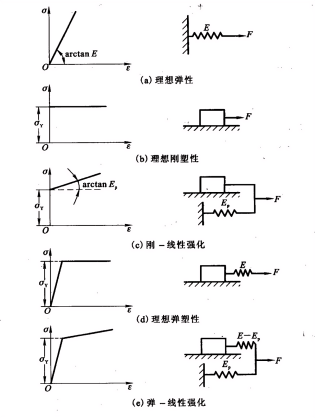 σ
arctan E
O
ε
E
F
(a) 理想弹性
σ
σY
O
ε
F
(b) 理想刚塑性
σ
arctan Ep
σY
O
ε
Ep
F
(c) 刚－线性强化
σ
σY
O
ε
E
F
(d) 理想弹塑性
σ
σY
O
ε
E－Ep
Ep
F
(e) 弹－线性强化